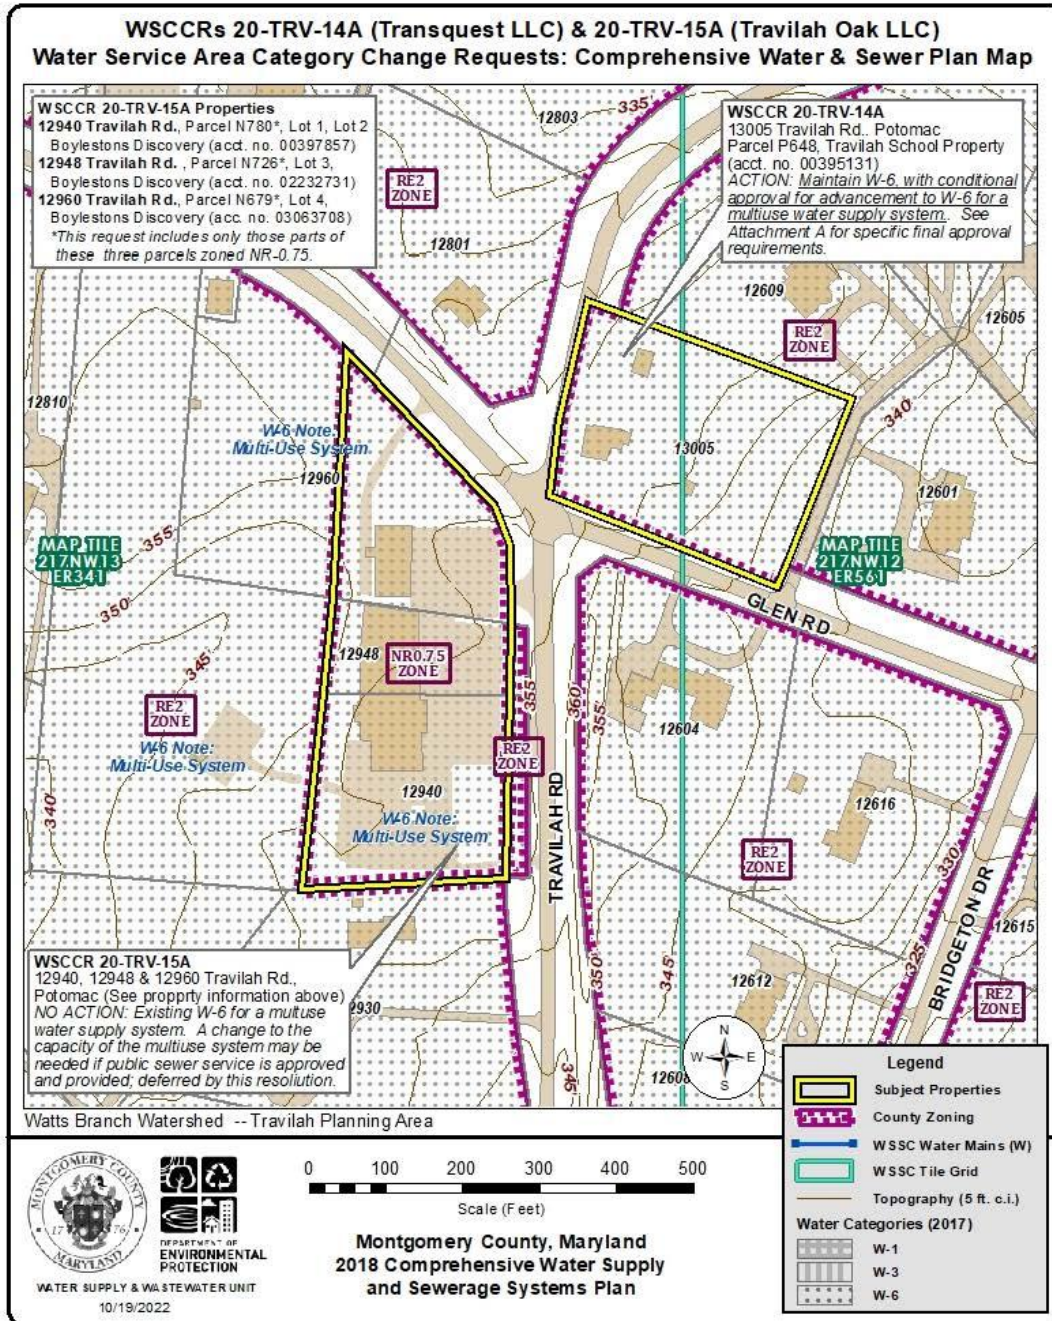 WSCCRs 20-TRV-14A (Transquest LLC) & 20-TRV-15A (Travilah Oak LLC)
Water Service Area Category Change Requests: Comprehensive Water & Sewer Plan Map
WSCCR 20-TRV-15A Properties
12940 Travilah Rd., Parcel N780*, Lot 1, Lot 2
Boylestons Discovery (acct. no. 00397857)
12948 Travilah Rd. , Parcel N726*, Lot 3,
Boylestons Discovery (acct. no. 02232731)
12960 Travilah Rd., Parcel N679*, Lot 4,
Boylestons Discovery (acc. no. 03063708)
*This request includes only those parts of
these three parcels zoned NR-0.75.
WSCCR 20-TRV-14A
13005 Travilah Rd.. Potomac
Parcel P648, Travilah School Property
(acct. no. 00395131)
ACTION: Maintain W-6, with conditional
approval for advancement to W-6 for a
multiuse water supply system.. See
Attachment A for specific final approval
requirements.
12803
335'
RE2
ZONE
12801
12609
RE2
ZONE
12605
12810
340'
W-6 Note:
Multi-Use System
12960
13005
12601
355'
MAP TILE
217NW13
ER341
MAP TILE
217NW12
ER561
350'
GLEN RD
345'
12948
NR0.75
ZONE
355
360'
355'
RE2
ZONE
W-6 Note:
Multi-Use System
RE2
ZONE
12604
12940
W-6 Note:
Multi-Use System
340'
TRAVILAH RD
12616
RE2
ZONE
330'
BRIDGETON DR
12615
325'
WSCCR 20-TRV-15A
12940, 12948 & 12960 Travilah Rd.,
Potomac (See proprty information above)
NO ACTION: Existing W-6 for a multuse
water supply system. A change to the
capacity of the multiuse system may be
needed if public sewer service is approved
and provided; deferred by this resoliution.
2930
350'
345'
12612
RE2
ZONE
N
W E
S
345'
12608
Watts Branch Watershed -- Travilah Planning Area
Legend
Subject Properties
County Zoning
WSSC Water Mains (W)
WSSC Tile Grid
Topography (5 ft. c.i.)
Water Categories (2017)
W-1
W-3
W-6
MONTGOMERY COUNTY
17 76
MARYLAND
DEPARTMENT OF
ENVIRONMENTAL
PROTECTION
WATER SUPPLY & WASTEWATER UNIT
10/19/2022
0 100 200 300 400 500
Scale (Feet)
Montgomery County, Maryland
2018 Comprehensive Water Supply
and Sewerage Systems Plan